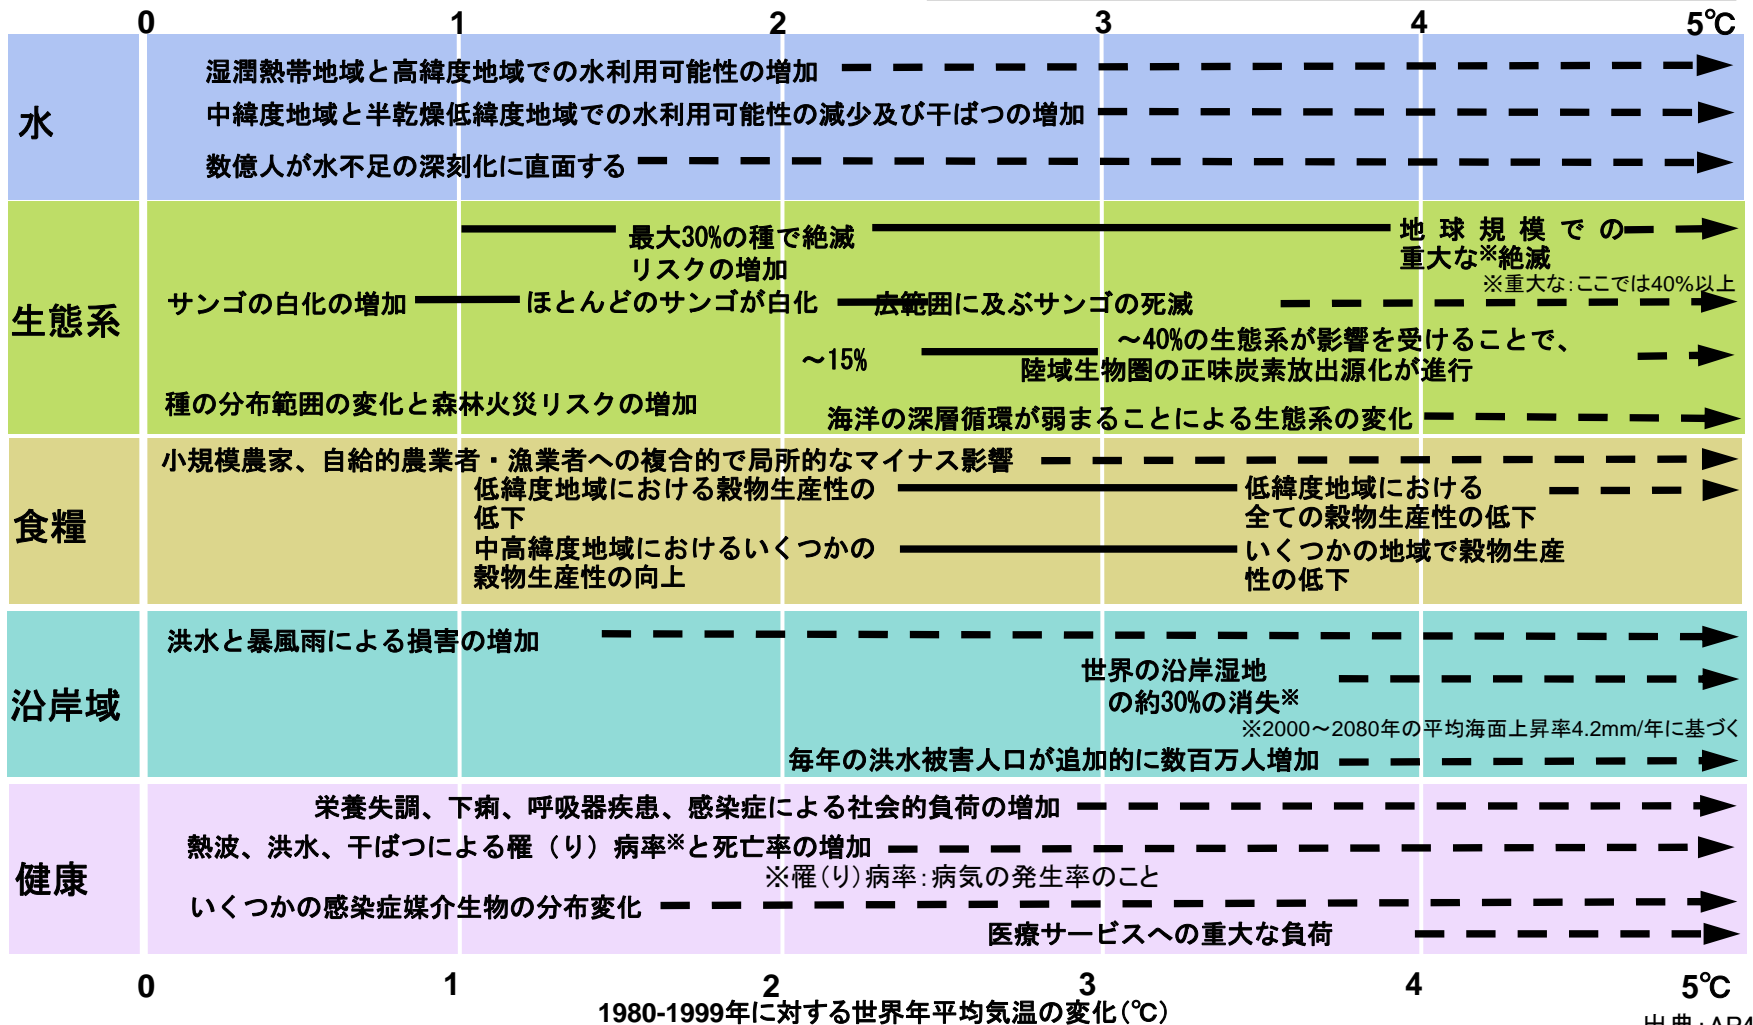 0 1 2 3 4 5℃
水
湿潤熱帯地域と高緯度地域での水利用可能性の増加
中緯度地域と半乾燥低緯度地域での水利用可能性の減少及び干ばつの増加
数億人が水不足の深刻化に直面する
生態系
最大30%の種で絶滅
リスクの増加
地球規模での
重大な※絶滅
※重大な：ここでは40%以上
サンゴの白化の増加
ほとんどのサンゴが白化
広範囲に及ぶサンゴの死滅
～15%
～40%の生態系が影響を受けることで、
陸域生物圏の正味炭素放出源化が進行
種の分布範囲の変化と森林火災リスクの増加
海洋の深層循環が弱まることによる生態系の変化
食糧
小規模農家、自給的農業者・漁業者への複合的で局所的なマイナス影響
低緯度地域における穀物生産性の
低下
低緯度地域における
全ての穀物生産性の低下
中高緯度地域におけるいくつかの
穀物生産性の向上
いくつかの地域で穀物生産
性の低下
沿岸域
洪水と暴風雨による損害の増加
世界の沿岸湿地
の約30%の消失※
※2000～2080年の平均海面上昇率4.2mm/年に基づく
毎年の洪水被害人口が追加的に数百万人増加
健康
栄養失調、下痢、呼吸器疾患、感染症による社会的負荷の増加
熱波、洪水、干ばつによる罹（り）病率※と死亡率の増加
※罹（り）病率：病気の発生率のこと
いくつかの感染症媒介生物の分布変化
医療サービスへの重大な負荷
0 1 2 3 4 5℃
1980-1999年に対する世界年平均気温の変化（℃）
出典：AR4